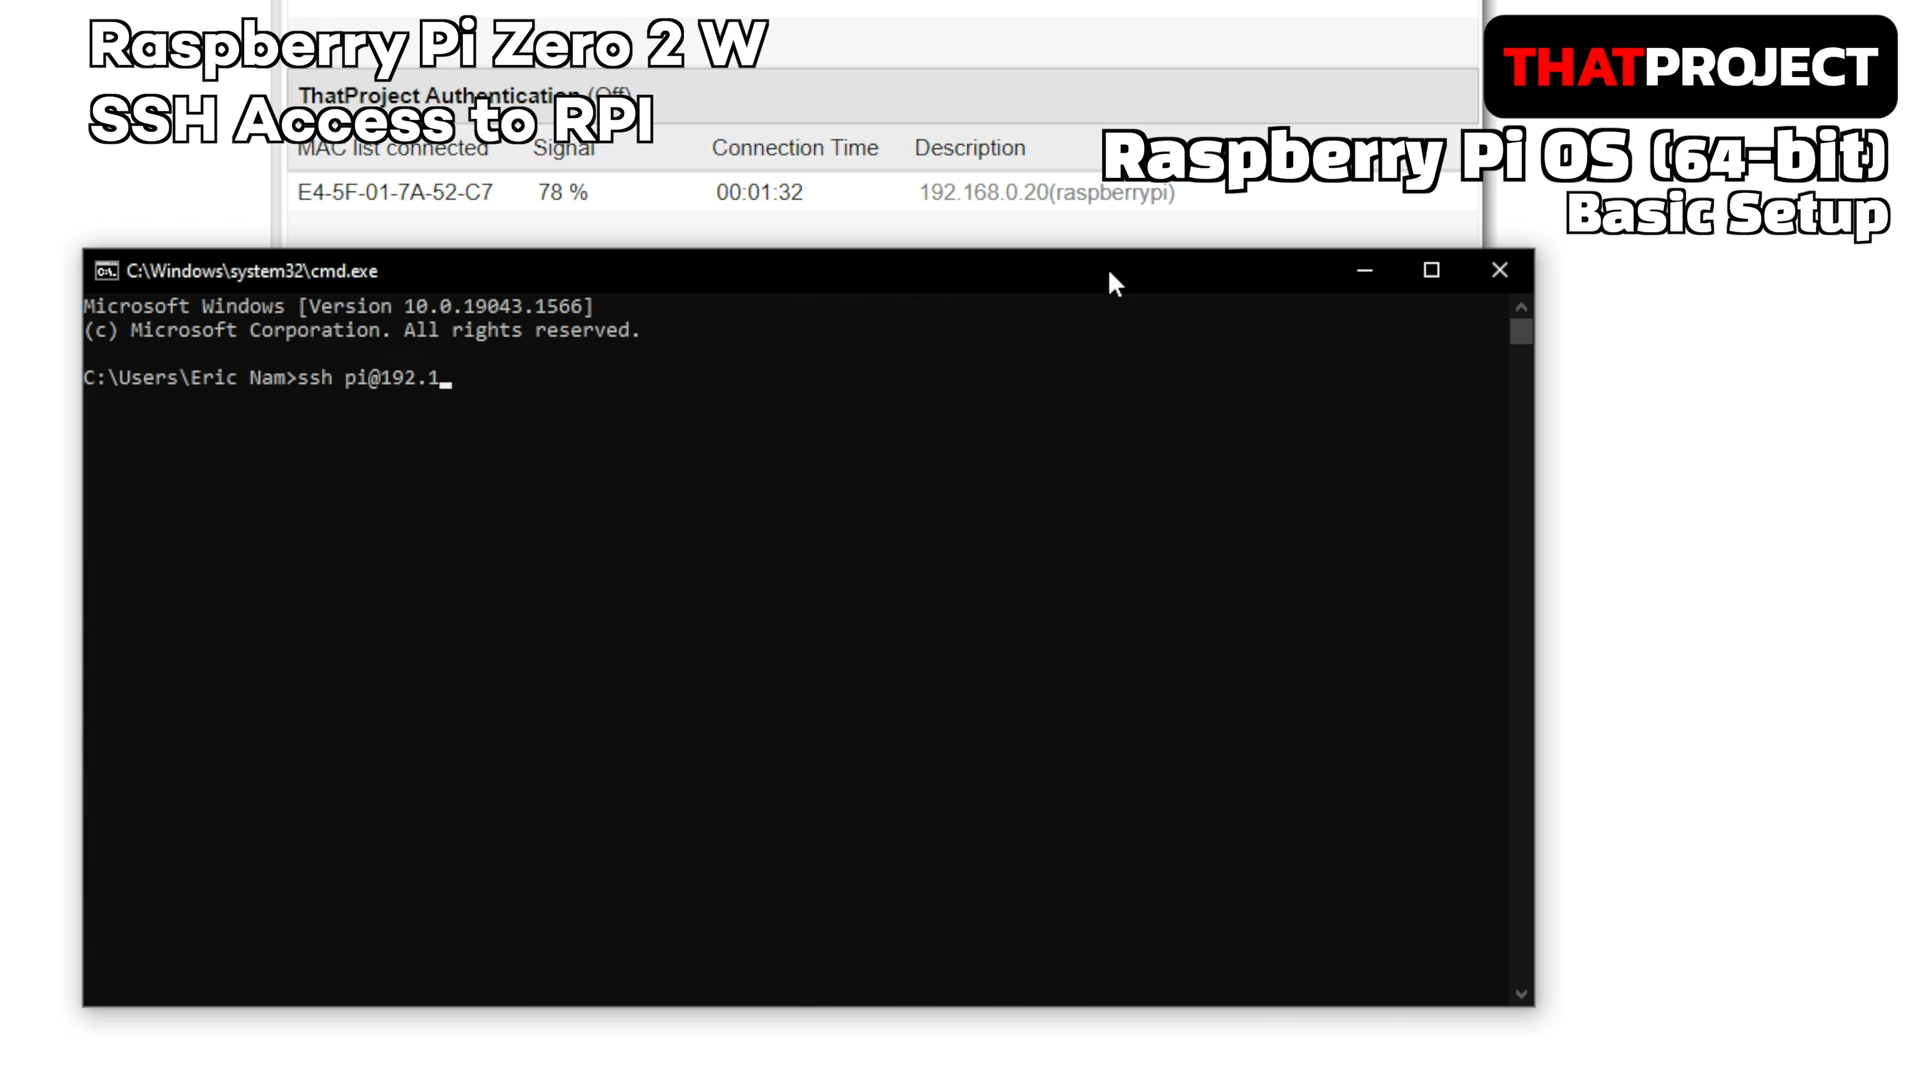 Raspberry Pi Zero 2 W
SSH Access to RPI
THATPROJECT
Raspberry Pi OS (64-bit)
Basic Setup
ThatProject Authentication (Off)
MAC list connected Signal Connection Time Description
E4-5F-01-7A-52-C7 78 % 00:01:32 192.168.0.20(raspberrypi)
C:\Windows\system32\cmd.exe
Microsoft Windows [Version 10.0.19043.1566]
(c) Microsoft Corporation. All rights reserved.
C:\Users\Eric Nam>ssh pi@192.1_